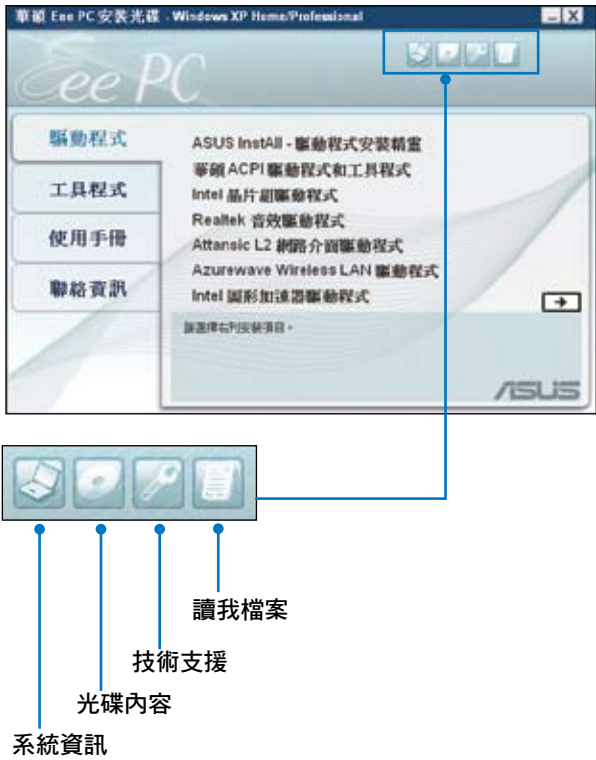 華碩 Eee PC 安裝光碟 - Windows XP Home/Professional
Eee PC
驅動程式
工具程式
使用手冊
聯絡資訊
ASUS InstAll - 驅動程式安裝精靈
華碩 ACPI 驅動程式和工具程式
Intel 晶片組驅動程式
Realtek 音效驅動程式
Attansic L2 網路介面驅動程式
Azurewave Wireless LAN 驅動程式
Intel 圖形加速器驅動程式
請選擇右列安裝項目。
ASUS
讀我檔案
技術支援
光碟內容
系統資訊